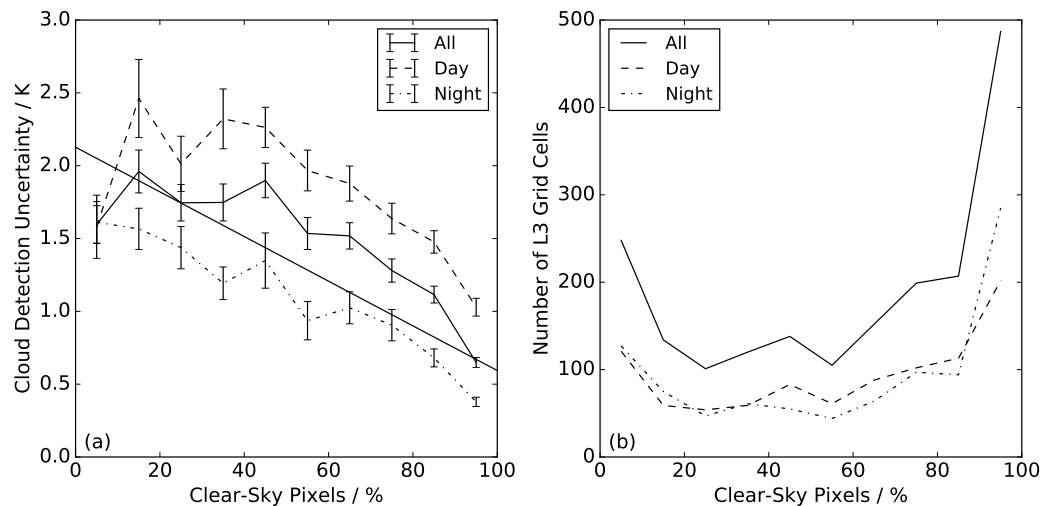 3.0
2.5
2.0
1.5
1.0
0.5
0.0
Cloud Detection Uncertainty / K
All
Day
Night
(a)
0 20 40 60 80 100
Clear-Sky Pixels / %
500
400
300
200
100
0
Number of L3 Grid Cells
All
Day
Night
(b)
0 20 40 60 80 100
Clear-Sky Pixels / %